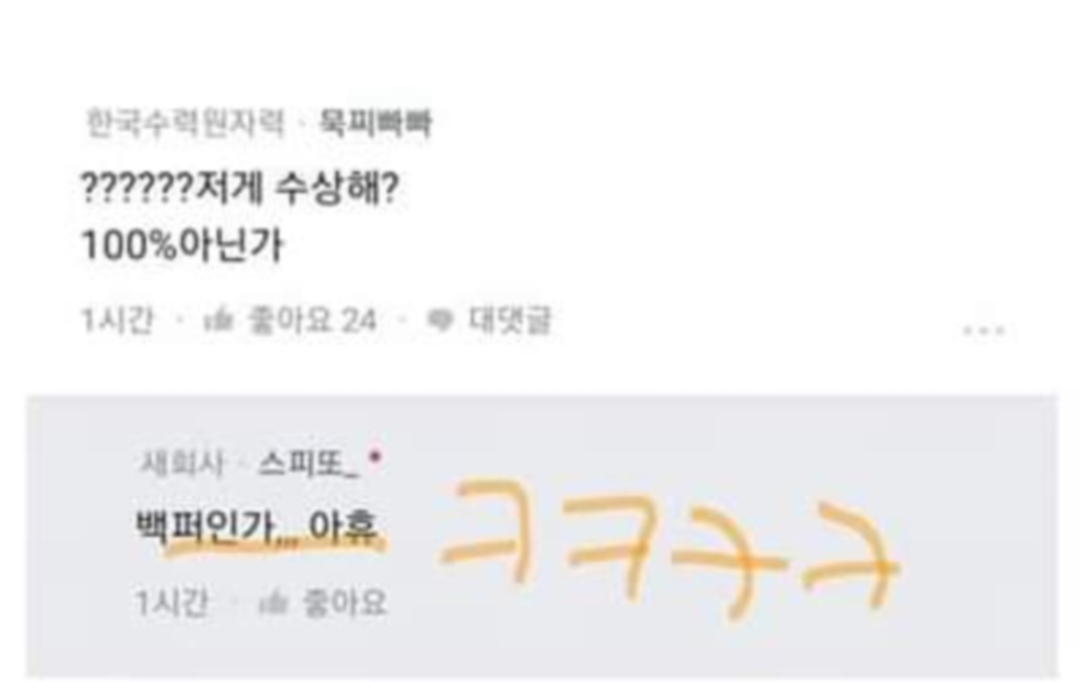 한국수력원자력 · 묵찌빠빠
??????저게 수상해?
100%아닌가
1시간 · 좋아요 24 · 대댓글
새회사 · 스피또_
백퍼인가,,, 아휴
ㅋㅋㅋㅋ
1시간 · 좋아요